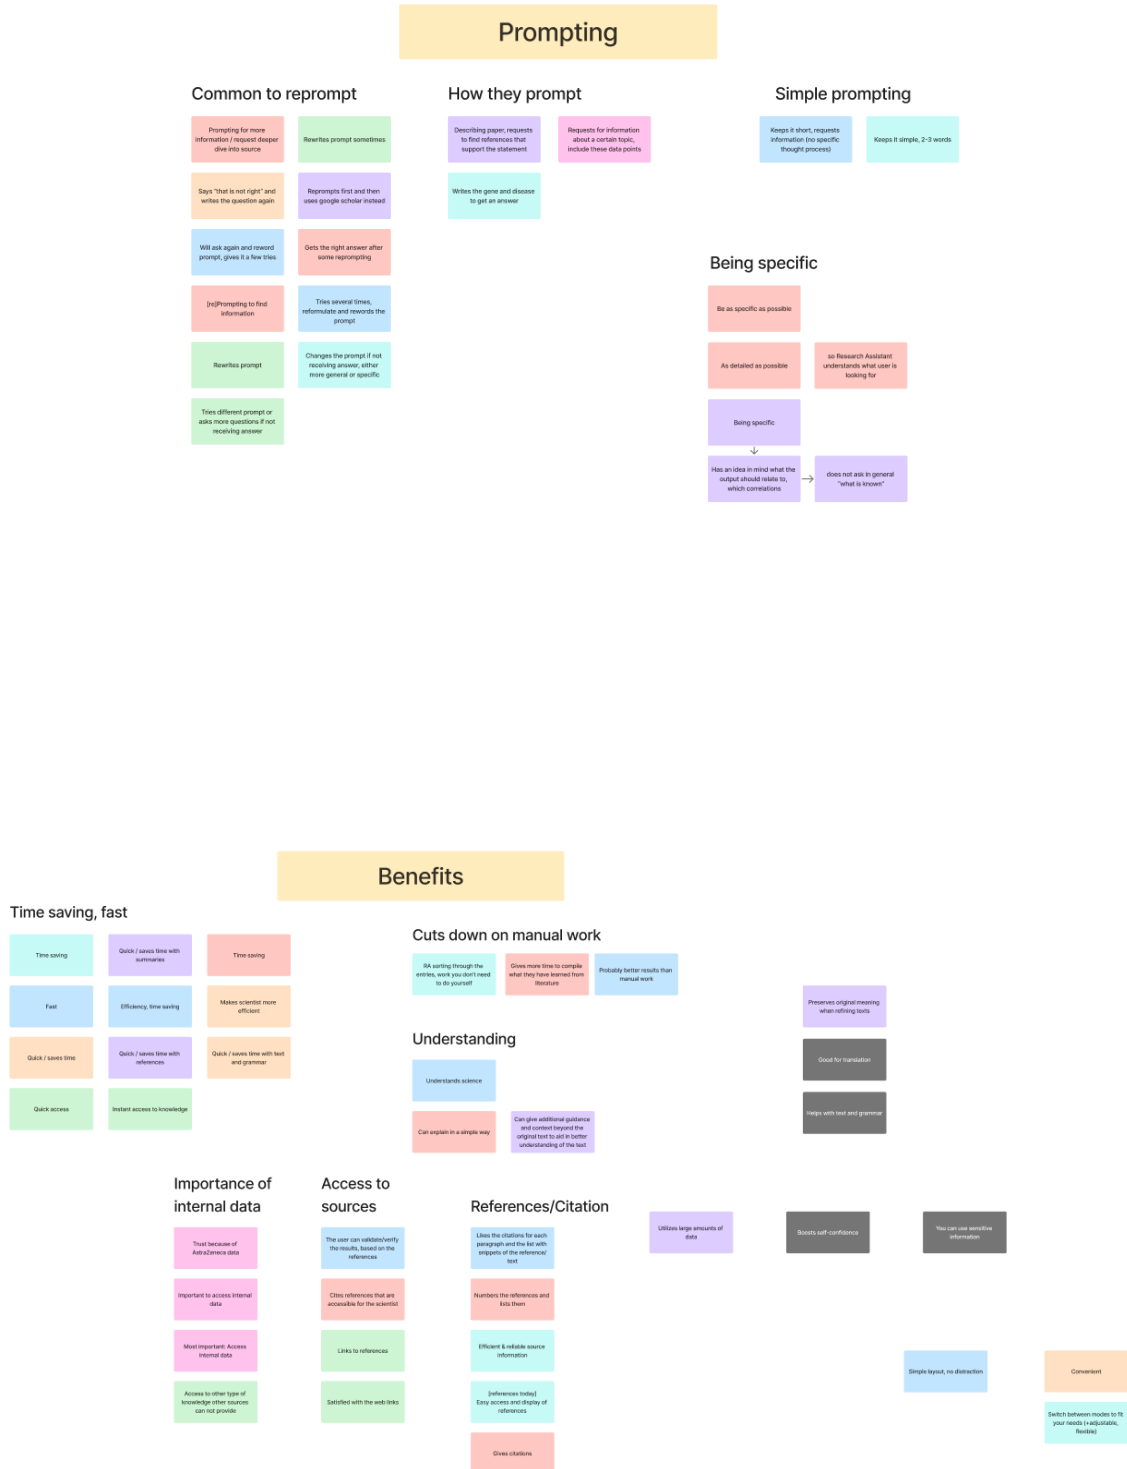 Prompting
Common to reprompt
Prompting for more
information / request deeper
dive into source
Rewrites prompt sometimes
Says "that is not right" and
writes the question again
Reprompts first and then
uses google scholar instead
Will ask again and reword
prompt, gives it a few tries
Gets the right answer after
some reprompting
[re]Prompting to find
information
Tries several times,
reformulate and rewords the
prompt
Rewrites prompt
Changes the prompt if not
receiving answer, either
more general or specific
Tries different prompt or
asks more questions if not
receiving answer
How they prompt
Describing paper, requests
to find references that
support the statement
Requests for information
about a certain topic,
include these data points
Writes the gene and disease
to get an answer
Simple prompting
Keeps it short, requests
information (no specific
thought process)
Keeps it simple, 2-3 words
Being specific
Be as specific as possible
As detailed as possible
so Research Assistant
understands what user is
looking for
Being specific
Has an idea in mind what the
output should relate to,
which correlations
does not ask in general
"what is known"
Benefits
Time saving, fast
Time saving
Quick / saves time with
summaries
Time saving
Fast
Efficiency, time saving
Makes scientist more
efficient
Quick / saves time
Quick / saves time with
references
Quick / saves time with text
and grammar
Quick access
Instant access to knowledge
Cuts down on manual work
RA sorting through the
entries, work you don't need
to do yourself
Gives more time to compile
what they have learned from
literature
Probably better results than
manual work
Understanding
Understands science
Can explain in a simple way
Can give additional guidance
and context beyond the
original text to aid in better
understanding of the text
Preserves original meaning
when refining texts
Good for translation
Helps with text and grammar
Importance of
internal data
Trust because of
AstraZeneca data
Important to access internal
data
Most important: Access
internal data
Access to other type of
knowledge other sources
can not provide
Access to
sources
The user can validate/verify
the results, based on the
references
Cites references that are
accessible for the scientist
Links to references
Satisfied with the web links
References/Citation
Likes the citations for each
paragraph and the list with
snippets of the reference/
text
Numbers the references and
lists them
Efficient & reliable source
information
[references today]
Easy access and display of
references
Gives citations
Utilizes large amounts of
data
Boosts self-confidence
You can use sensitive
information
Simple layout, no distraction
Convenient
Switch between modes to fit
your needs (+adjustable,
flexible)